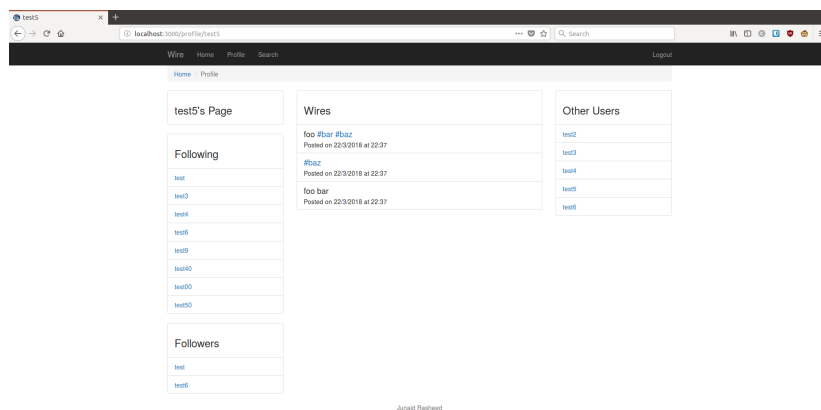 test5
localhost:3000/profile/test5
Search
Wire Home Profile Search Logout
Home / Profile
test5's Page
Following
test
test3
test4
test6
test9
test40
test00
test50
Followers
test
test6
Wires
foo #bar #baz
Posted on 22/3/2018 at 22:37
#baz
Posted on 22/3/2018 at 22:37
foo bar
Posted on 22/3/2018 at 22:37
Other Users
test2
test3
test4
test5
test6
Junaid Rasheed